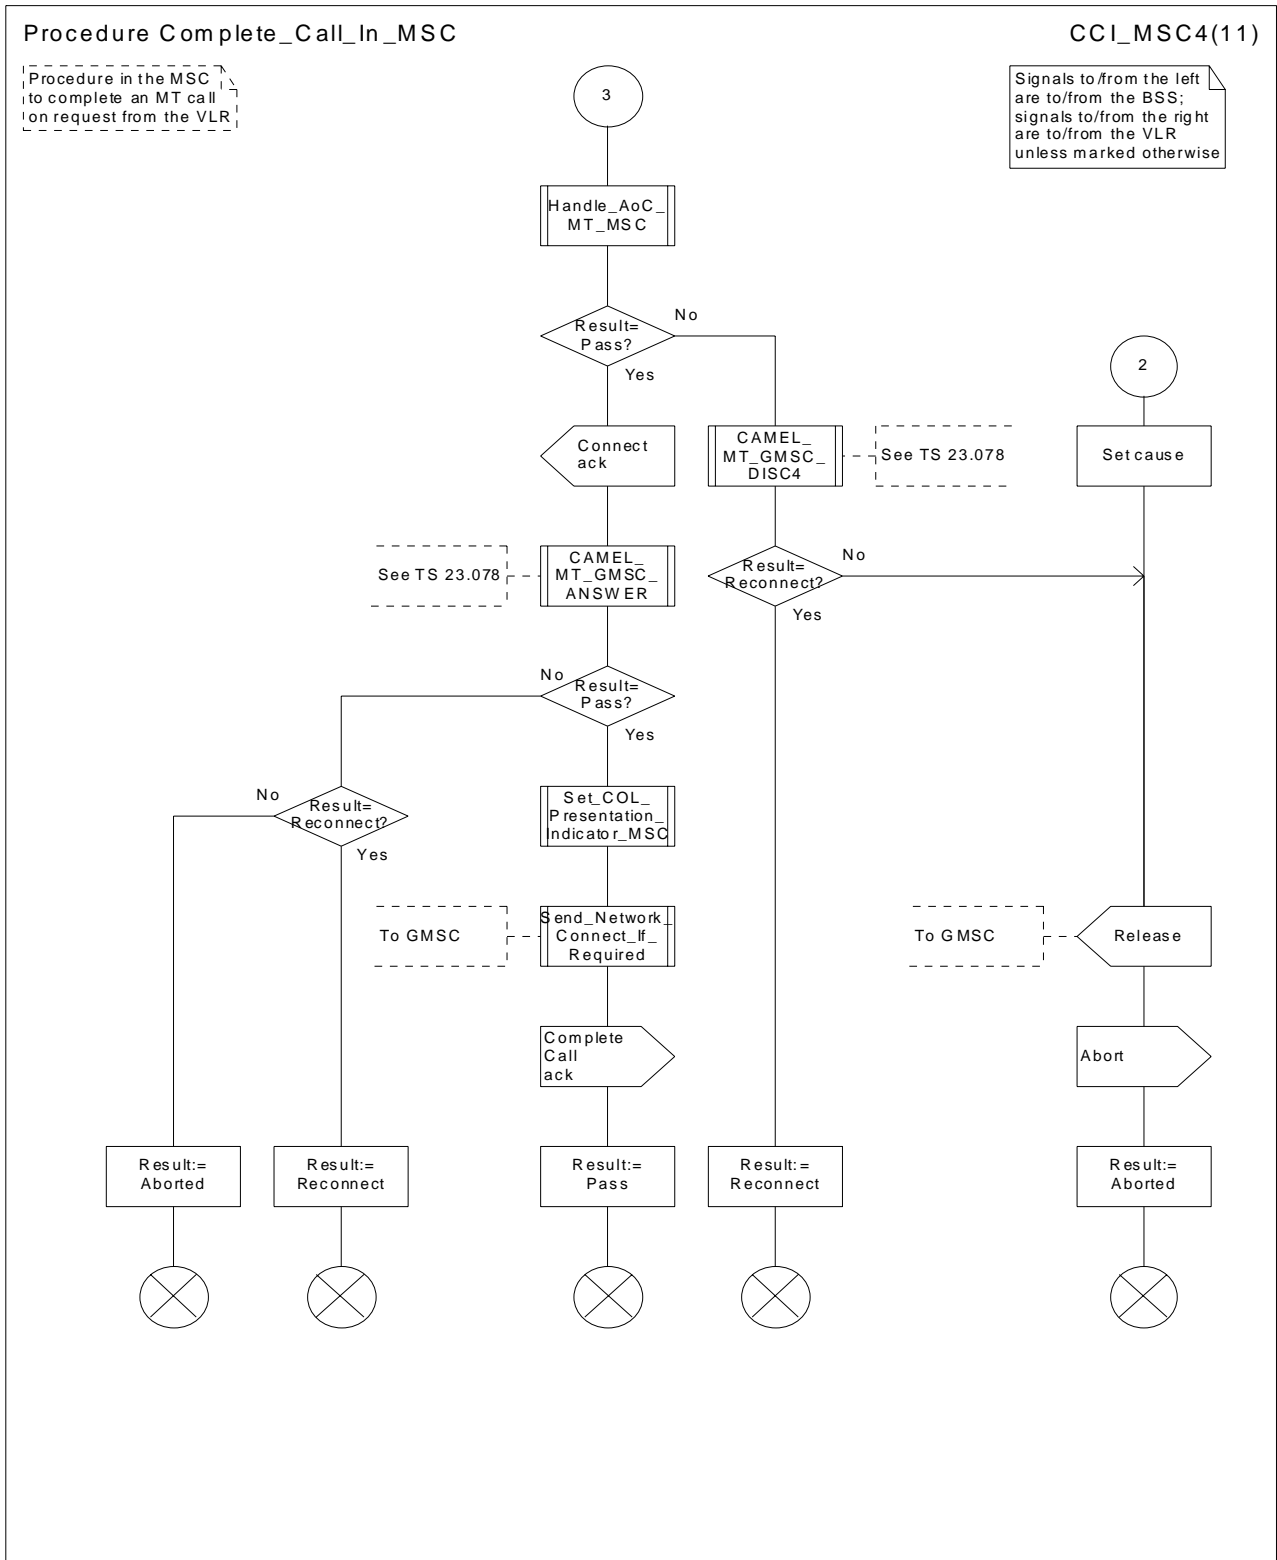 Procedure Complete_Call_In_MSC
CCI_MSC4(11)
Procedure in the MSC
to complete an MT call
on request from the VLR
Signals to/from the left
are to/from the BSS;
signals to/from the right
are to/from the VLR
unless marked otherwise
3
Handle_AoC_
MT_MSC
Result=
Pass?
No
Yes
2
Connect
ack
CAMEL_
MT_GMSC_
DISC4
See TS 23.078
Set cause
See TS 23.078
CAMEL_
MT_GMSC_
ANSWER
Result=
Reconnect?
No
Yes
No
Result=
Pass?
Yes
No
Result=
Reconnect?
Yes
Set_COL_
Presentation_
Indicator_MSC
To GMSC
Send_Network_
Connect_If_
Required
To GMSC
Release
Complete
Call
ack
Abort
Result:=
Aborted
Result:=
Reconnect
Result:=
Pass
Result:=
Reconnect
Result:=
Aborted